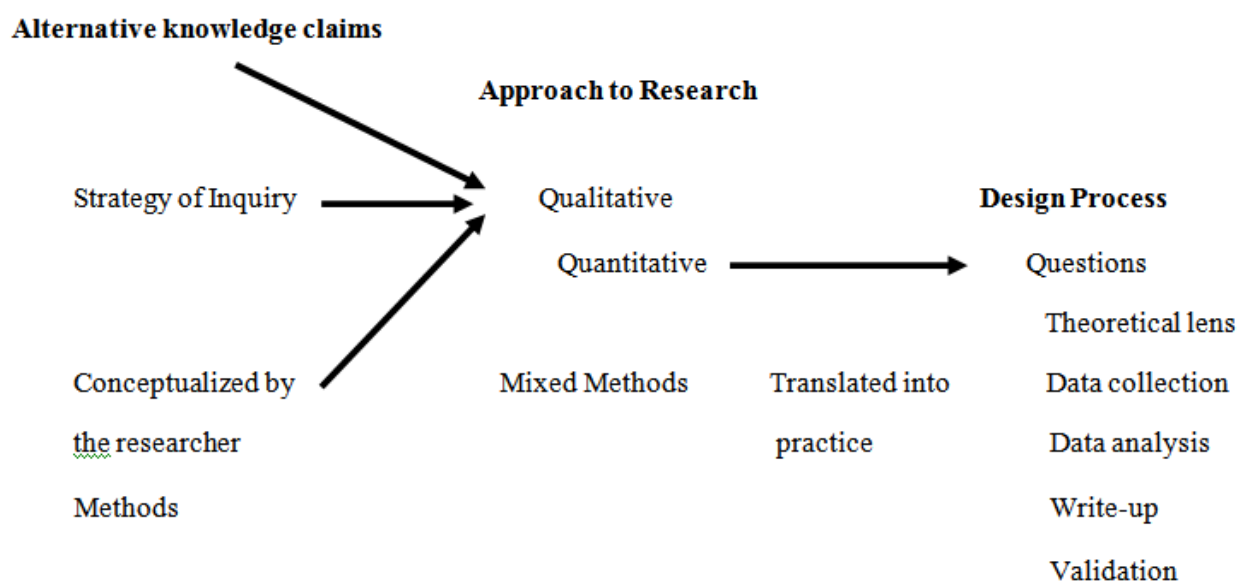 Alternative knowledge claims
Approach to Research
Strategy of Inquiry
Qualitative
Design Process
Quantitative
Questions
Theoretical lens
Conceptualized by
Mixed Methods
Translated into
Data collection
the researcher
practice
Data analysis
Methods
Write-up
Validation